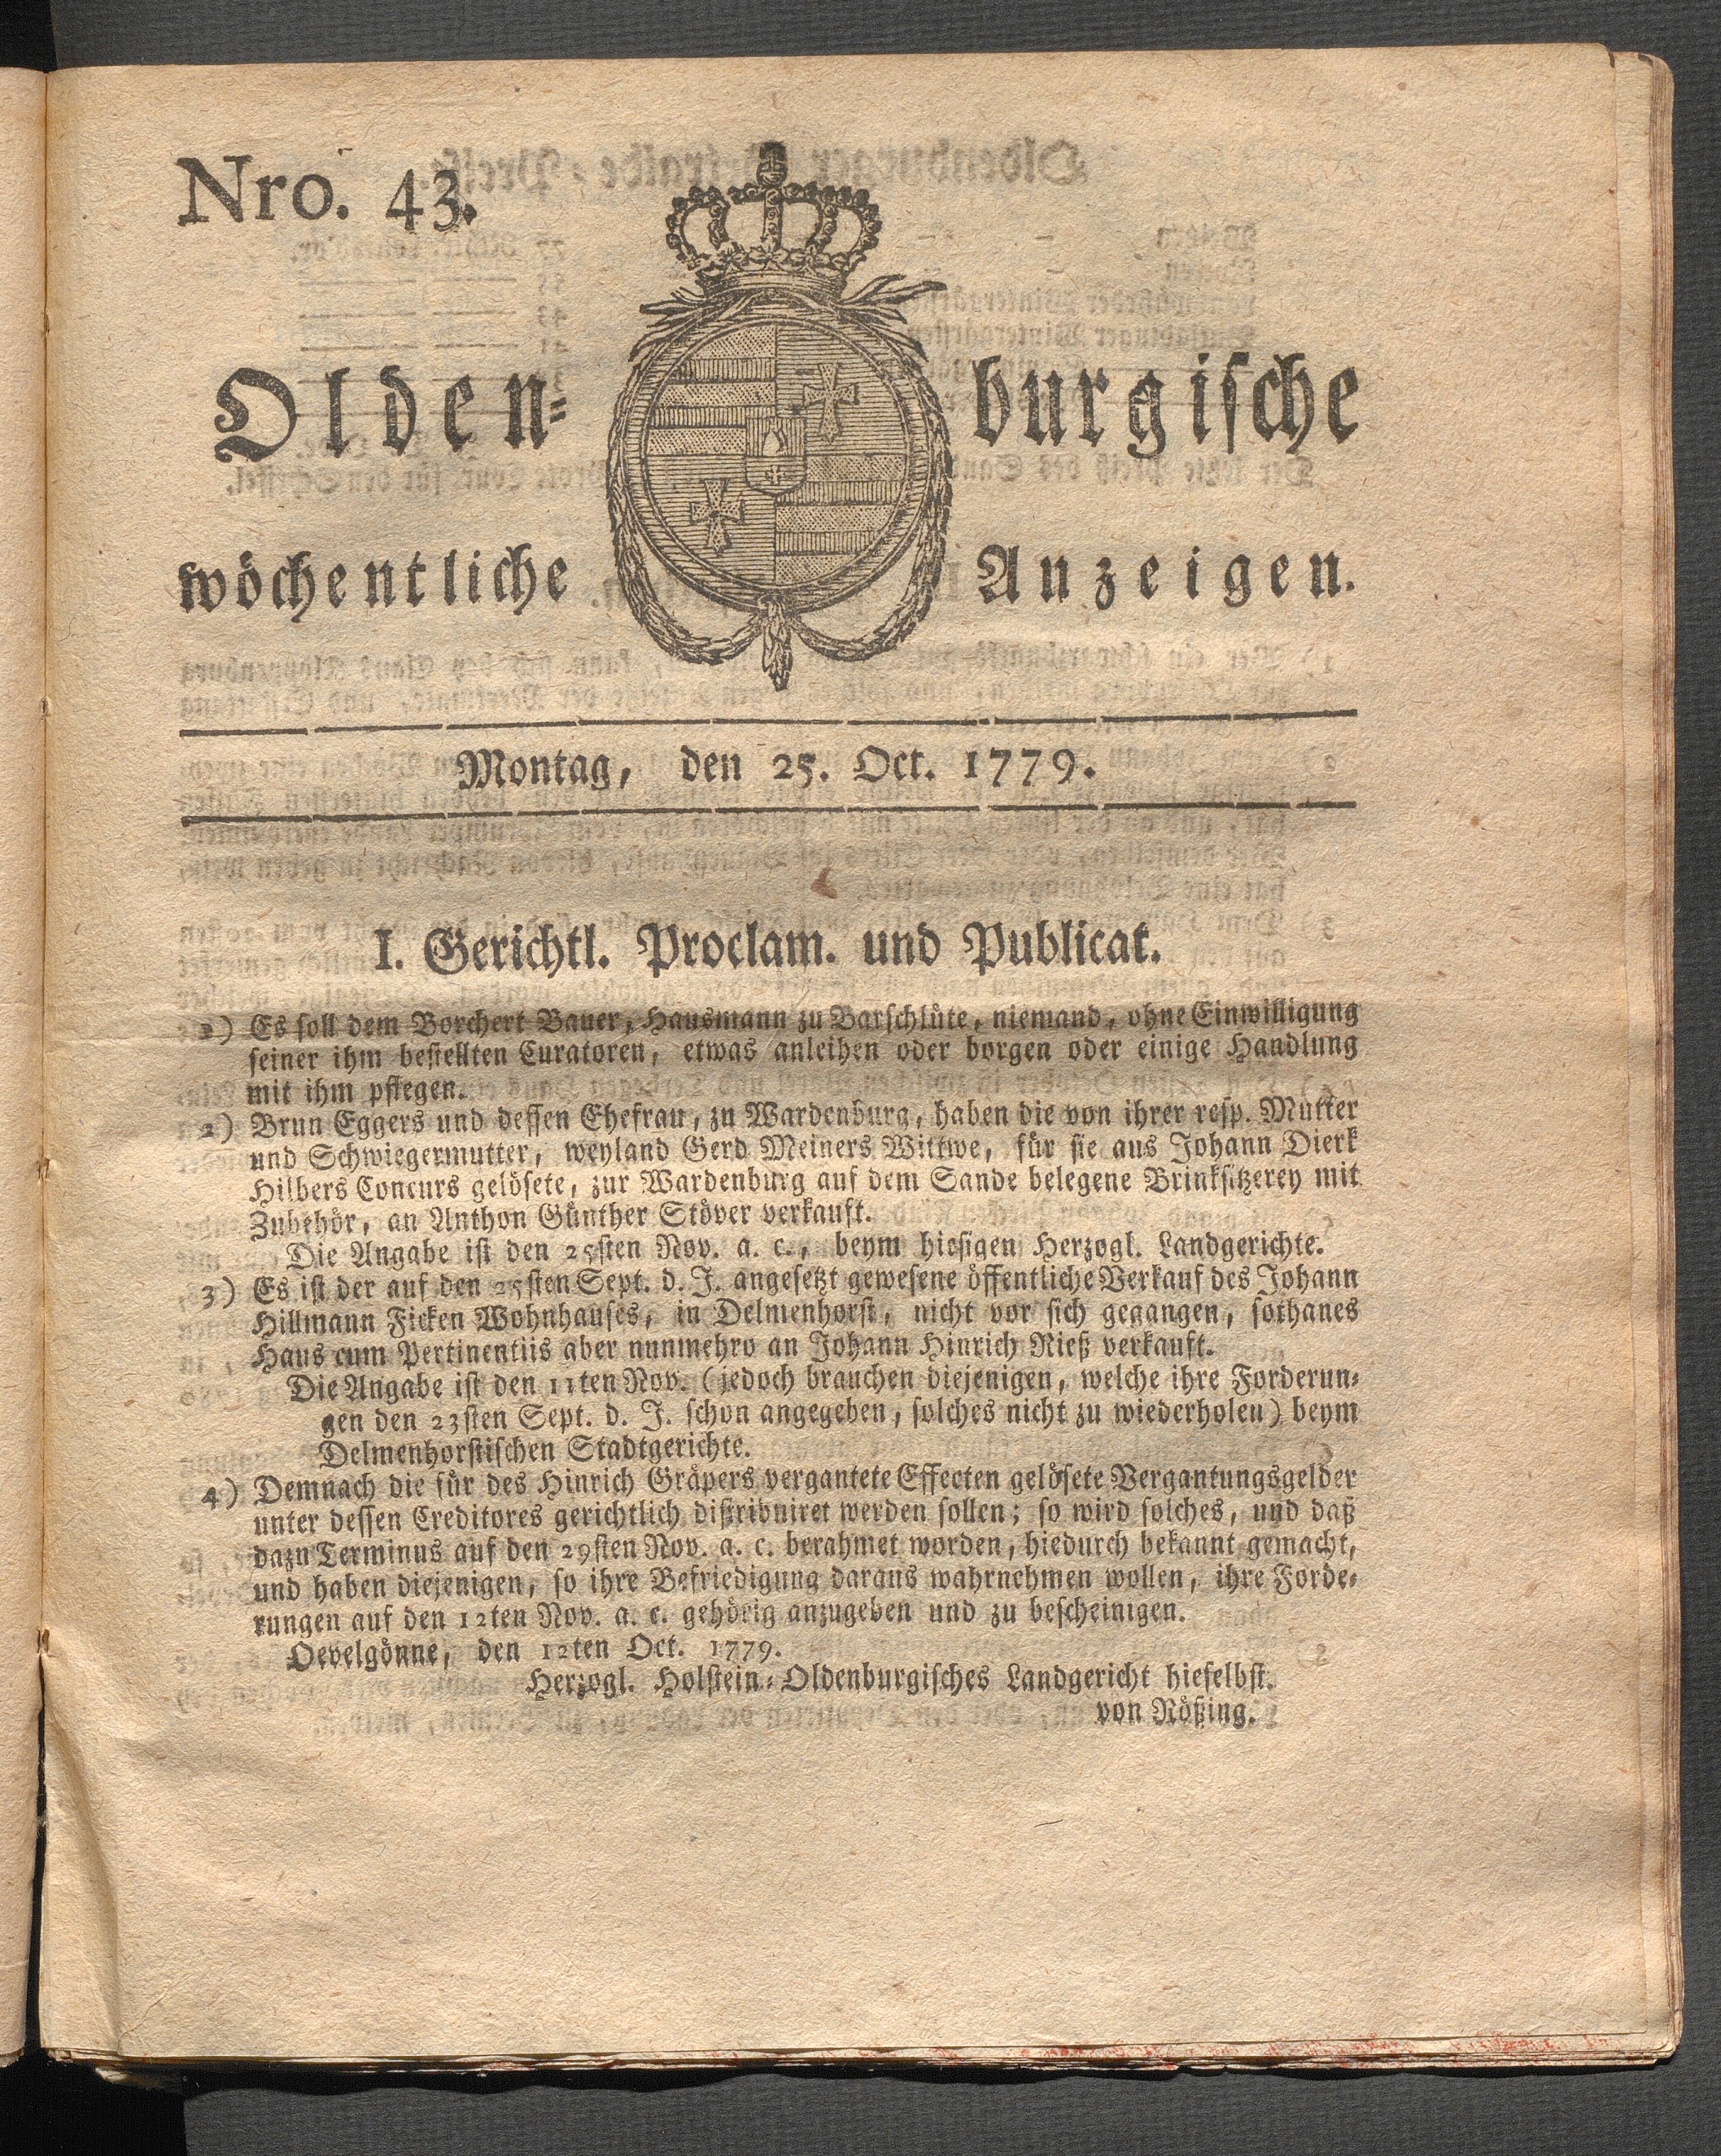 Nro. 43.
Olden= burgische
wöchentliche Anzeigen.
Montag, den 25. Oct. 1779.
I. Gerichtl. Proclam. und Publicat.
1) Es soll dem Borchert Bauer, Hausmann zu Barschlüte, niemand, ohne Einwilligung
seiner ihm bestellten Curatoren, etwas anleihen oder borgen oder einige Handlung
mit ihm pflegen.
2) Brun Eggers und dessen Ehefrau, zu Wardenburg, haben die von ihrer resp. Mutter
und Schwiegermutter, weyland Gerd Meiners Wittwe, für sie aus Johann Dierk
Hilbers Concurs gelösete, zur Wardenburg auf dem Sande belegene Brinksitzerey mit
Zubehör, an Anthon Günther Stöver verkauft.
Die Angabe ist den 25sten Nov. a. c., beym hiesigen Herzogl. Landgerichte.
3) Es ist der auf den 25sten Sept. d. J. angesetzt gewesene öffentliche Verkauf des Johann
Hillmann Ficken Wohnhauses, in Delmenhorst, nicht vor sich gegangen, sothanes
Haus cum Pertinentiis aber nunmehro an Johann Hinrich Rieß verkauft.
Die Angabe ist den 11ten Nov. (jedoch brauchen diejenigen, welche ihre Forderun=
gen den 23sten Sept. d. J. schon angegeben, solches nicht zu wiederholen) beym
Delmenhorstischen Stadtgerichte.
4) Demnach die für des Hinrich Gräpers vergantete Effecten gelösete Vergantungsgelder
unter dessen Creditores gerichtlich distribuiret werden sollen; so wird solches, und daß
dazu Terminus auf den 29sten Nov. a. c. berahmet worden, hiedurch bekannt gemacht,
und haben diejenigen, so ihre Befriedigung daraus wahrnehmen wollen, ihre Forde=
rungen auf den 12ten Nov. a. c. gehörig anzugeben und zu bescheinigen.
Oevelgönne, den 12ten Oct. 1779.
Herzogl. Holstein=Oldenburgisches Landgericht hieselbst.
von Rößing.